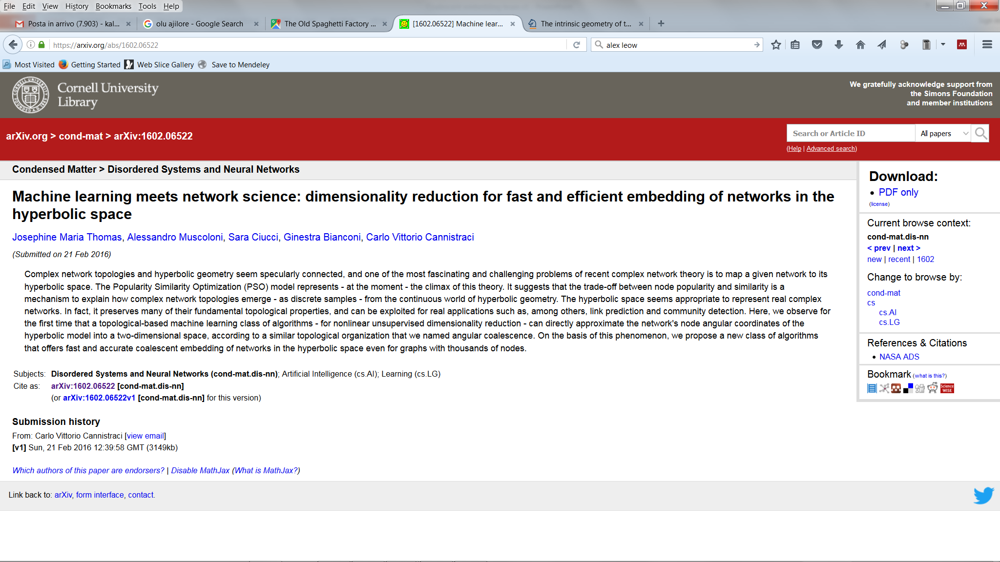 File Edit View History Bookmarks Tools Help
Posta in arrivo (7.903) - kal...
olu ajilore - Google Search
The Old Spaghetti Factory ...
[1602.06522] Machine lear...
The intrinsic geometry of t...
https://arxiv.org/abs/1602.06522
alex leow
Most Visited Getting Started Web Slice Gallery Save to Mendeley
Cornell University
Library
We gratefully acknowledge support from
the Simons Foundation
and member institutions
arXiv.org > cond-mat > arXiv:1602.06522
Search or Article ID
All papers
(Help | Advanced search)
Condensed Matter > Disordered Systems and Neural Networks
Machine learning meets network science: dimensionality reduction for fast and efficient embedding of networks in the
hyperbolic space
Josephine Maria Thomas, Alessandro Muscoloni, Sara Ciucci, Ginestra Bianconi, Carlo Vittorio Cannistraci
(Submitted on 21 Feb 2016)
Complex network topologies and hyperbolic geometry seem specularly connected, and one of the most fascinating and challenging problems of recent complex network theory is to map a given network to its
hyperbolic space. The Popularity Similarity Optimization (PSO) model represents - at the moment - the climax of this theory. It suggests that the trade-off between node popularity and similarity is a
mechanism to explain how complex network topologies emerge - as discrete samples - from the continuous world of hyperbolic geometry. The hyperbolic space seems appropriate to represent real complex
networks. In fact, it preserves many of their fundamental topological properties, and can be exploited for real applications such as, among others, link prediction and community detection. Here, we observe for
the first time that a topological-based machine learning class of algorithms - for nonlinear unsupervised dimensionality reduction - can directly approximate the network's node angular coordinates of the
hyperbolic model into a two-dimensional space, according to a similar topological organization that we named angular coalescence. On the basis of this phenomenon, we propose a new class of algorithms
that offers fast and accurate coalescent embedding of networks in the hyperbolic space even for graphs with thousands of nodes.
Subjects: Disordered Systems and Neural Networks (cond-mat.dis-nn); Artificial Intelligence (cs.AI); Learning (cs.LG)
Cite as: arXiv:1602.06522 [cond-mat.dis-nn]
(or arXiv:1602.06522v1 [cond-mat.dis-nn] for this version)
Submission history
From: Carlo Vittorio Cannistraci [view email]
[v1] Sun, 21 Feb 2016 12:39:58 GMT (3149kb)
Which authors of this paper are endorsers? | Disable MathJax (What is MathJax?)
Link back to: arXiv, form interface, contact.
Download:
PDF only
(license)
Current browse context:
cond-mat.dis-nn
< prev | next >
new | recent | 1602
Change to browse by:
cond-mat
cs
cs.AI
cs.LG
References & Citations
NASA ADS
Bookmark (what is this?)
Science
WISE